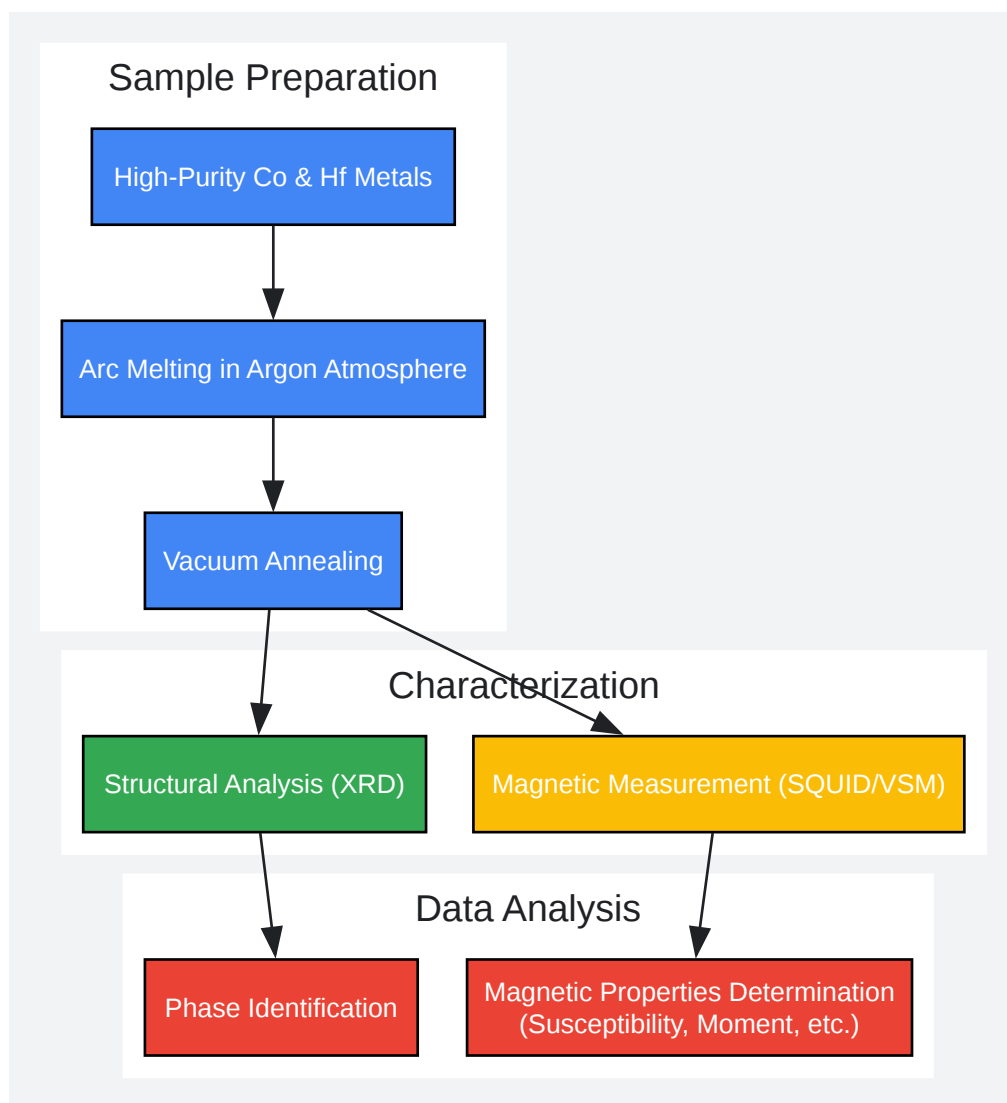 Sample Preparation
High-Purity Co & Hf Metals
Arc Melting in Argon Atmosphere
Vacuum Annealing
Characterization
Structural Analysis (XRD)
Magnetic Measurement (SQUID/VSM)
Data Analysis
Phase Identification
Magnetic Properties Determination
(Susceptibility, Moment, etc.)